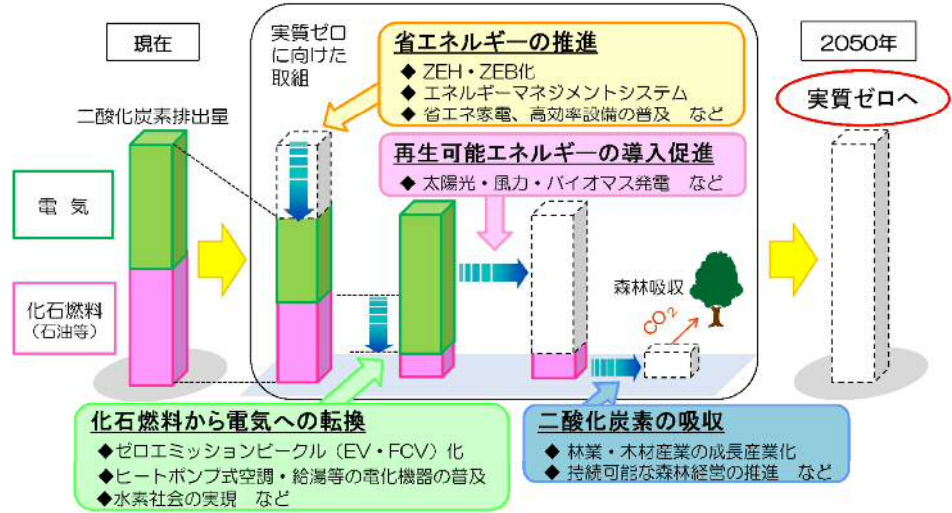 現在
実質ゼロ
に向けた
取組
省エネルギーの推進
◆ ZEH・ZEB化
◆ エネルギーマネジメントシステム
◆ 省エネ家電、高効率設備の普及 など
2050年
実質ゼロへ
二酸化炭素排出量
再生可能エネルギーの導入促進
◆ 太陽光・風力・バイオマス発電 など
電 気
化石燃料
(石油等)
森林吸収
CO2
化石燃料から電気への転換
◆ゼロエミッションビークル(EV・FCV)化
◆ヒートポンプ式空調・給湯等の電化機器の普及
◆水素社会の実現 など
二酸化炭素の吸収
◆ 林業・木材産業の成長産業化
◆ 持続可能な森林経営の推進 など